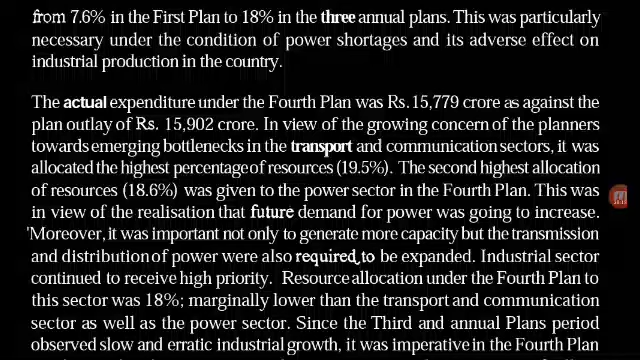 from 7.6% in the First Plan to 18% in the three annual plans. This was particularly
necessary under the condition of power shortages and its adverse effect on
industrial production in the country.
The actual expenditure under the Fourth Plan was Rs. 15,779 crore as against the
plan outlay of Rs. 15,902 crore. In view of the growing concern of the planners
towards emerging bottlenecks in the transport and communication sectors, it was
allocated the highest percentage of resources (19.5%). The second highest allocation
of resources (18.6%) was given to the power sector in the Fourth Plan. This was
in view of the realisation that future demand for power was going to increase.
'Moreover, it was important not only to generate more capacity but the transmission
and distribution of power were also required to be expanded. Industrial sector
continued to receive high priority. Resource allocation under the Fourth Plan to
this sector was 18%; marginally lower than the transport and communication
sector as well as the power sector. Since the Third and annual Plans period
observed slow and erratic industrial growth, it was imperative in the Fourth Plan